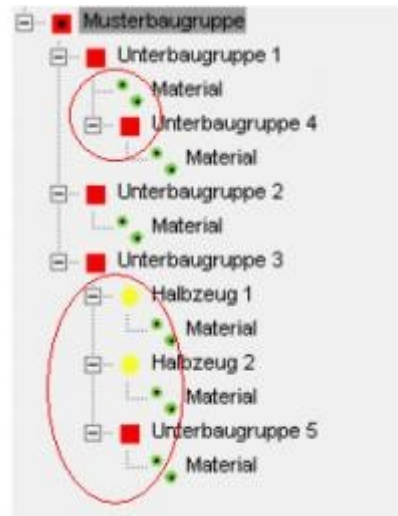 Musterbaugruppe
Unterbaugruppe 1
Material
Unterbaugruppe 4
Material
Unterbaugruppe 2
Material
Unterbaugruppe 3
Halbzeug 1
Material
Halbzeug 2
Material
Unterbaugruppe 5
Material